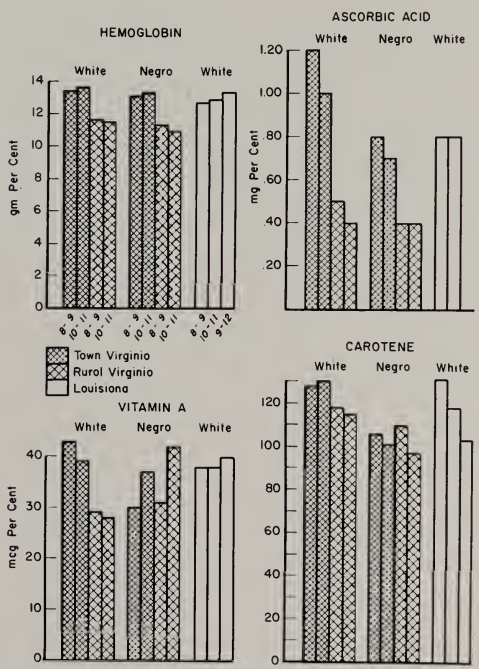 HEMOGLOBIN
White Negro White
gm Per Cent
14
12
10
8
6
4
2
0
8-9 10-11 8-9 10-11 8-9 10-11 8-9 10-11 8-9 10-11 9-12
Town Virginio
Rurol Virginio
Louisiona
ASCORBIC ACID
White Negro White
mg Per Cent
1.20
1.00
.80
.60
.40
.20
VITAMIN A
White Negro White
mcg Per Cent
40
30
20
10
0
CAROTENE
White Negro White
120
100
80
60
40
20
0